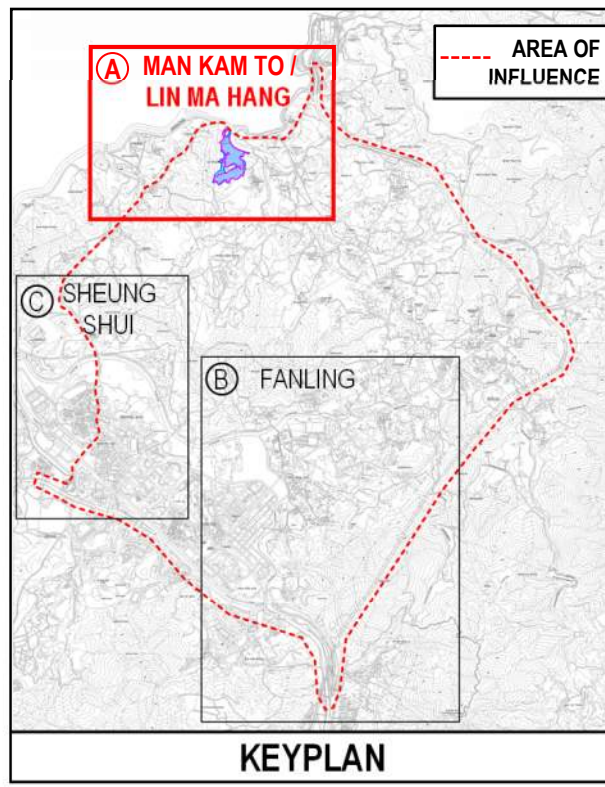 AREA OF
INFLUENCE
A MAN KAM TO /
LIN MA HANG
C SHEUNG
SHUI
B FANLING
KEYPLAN